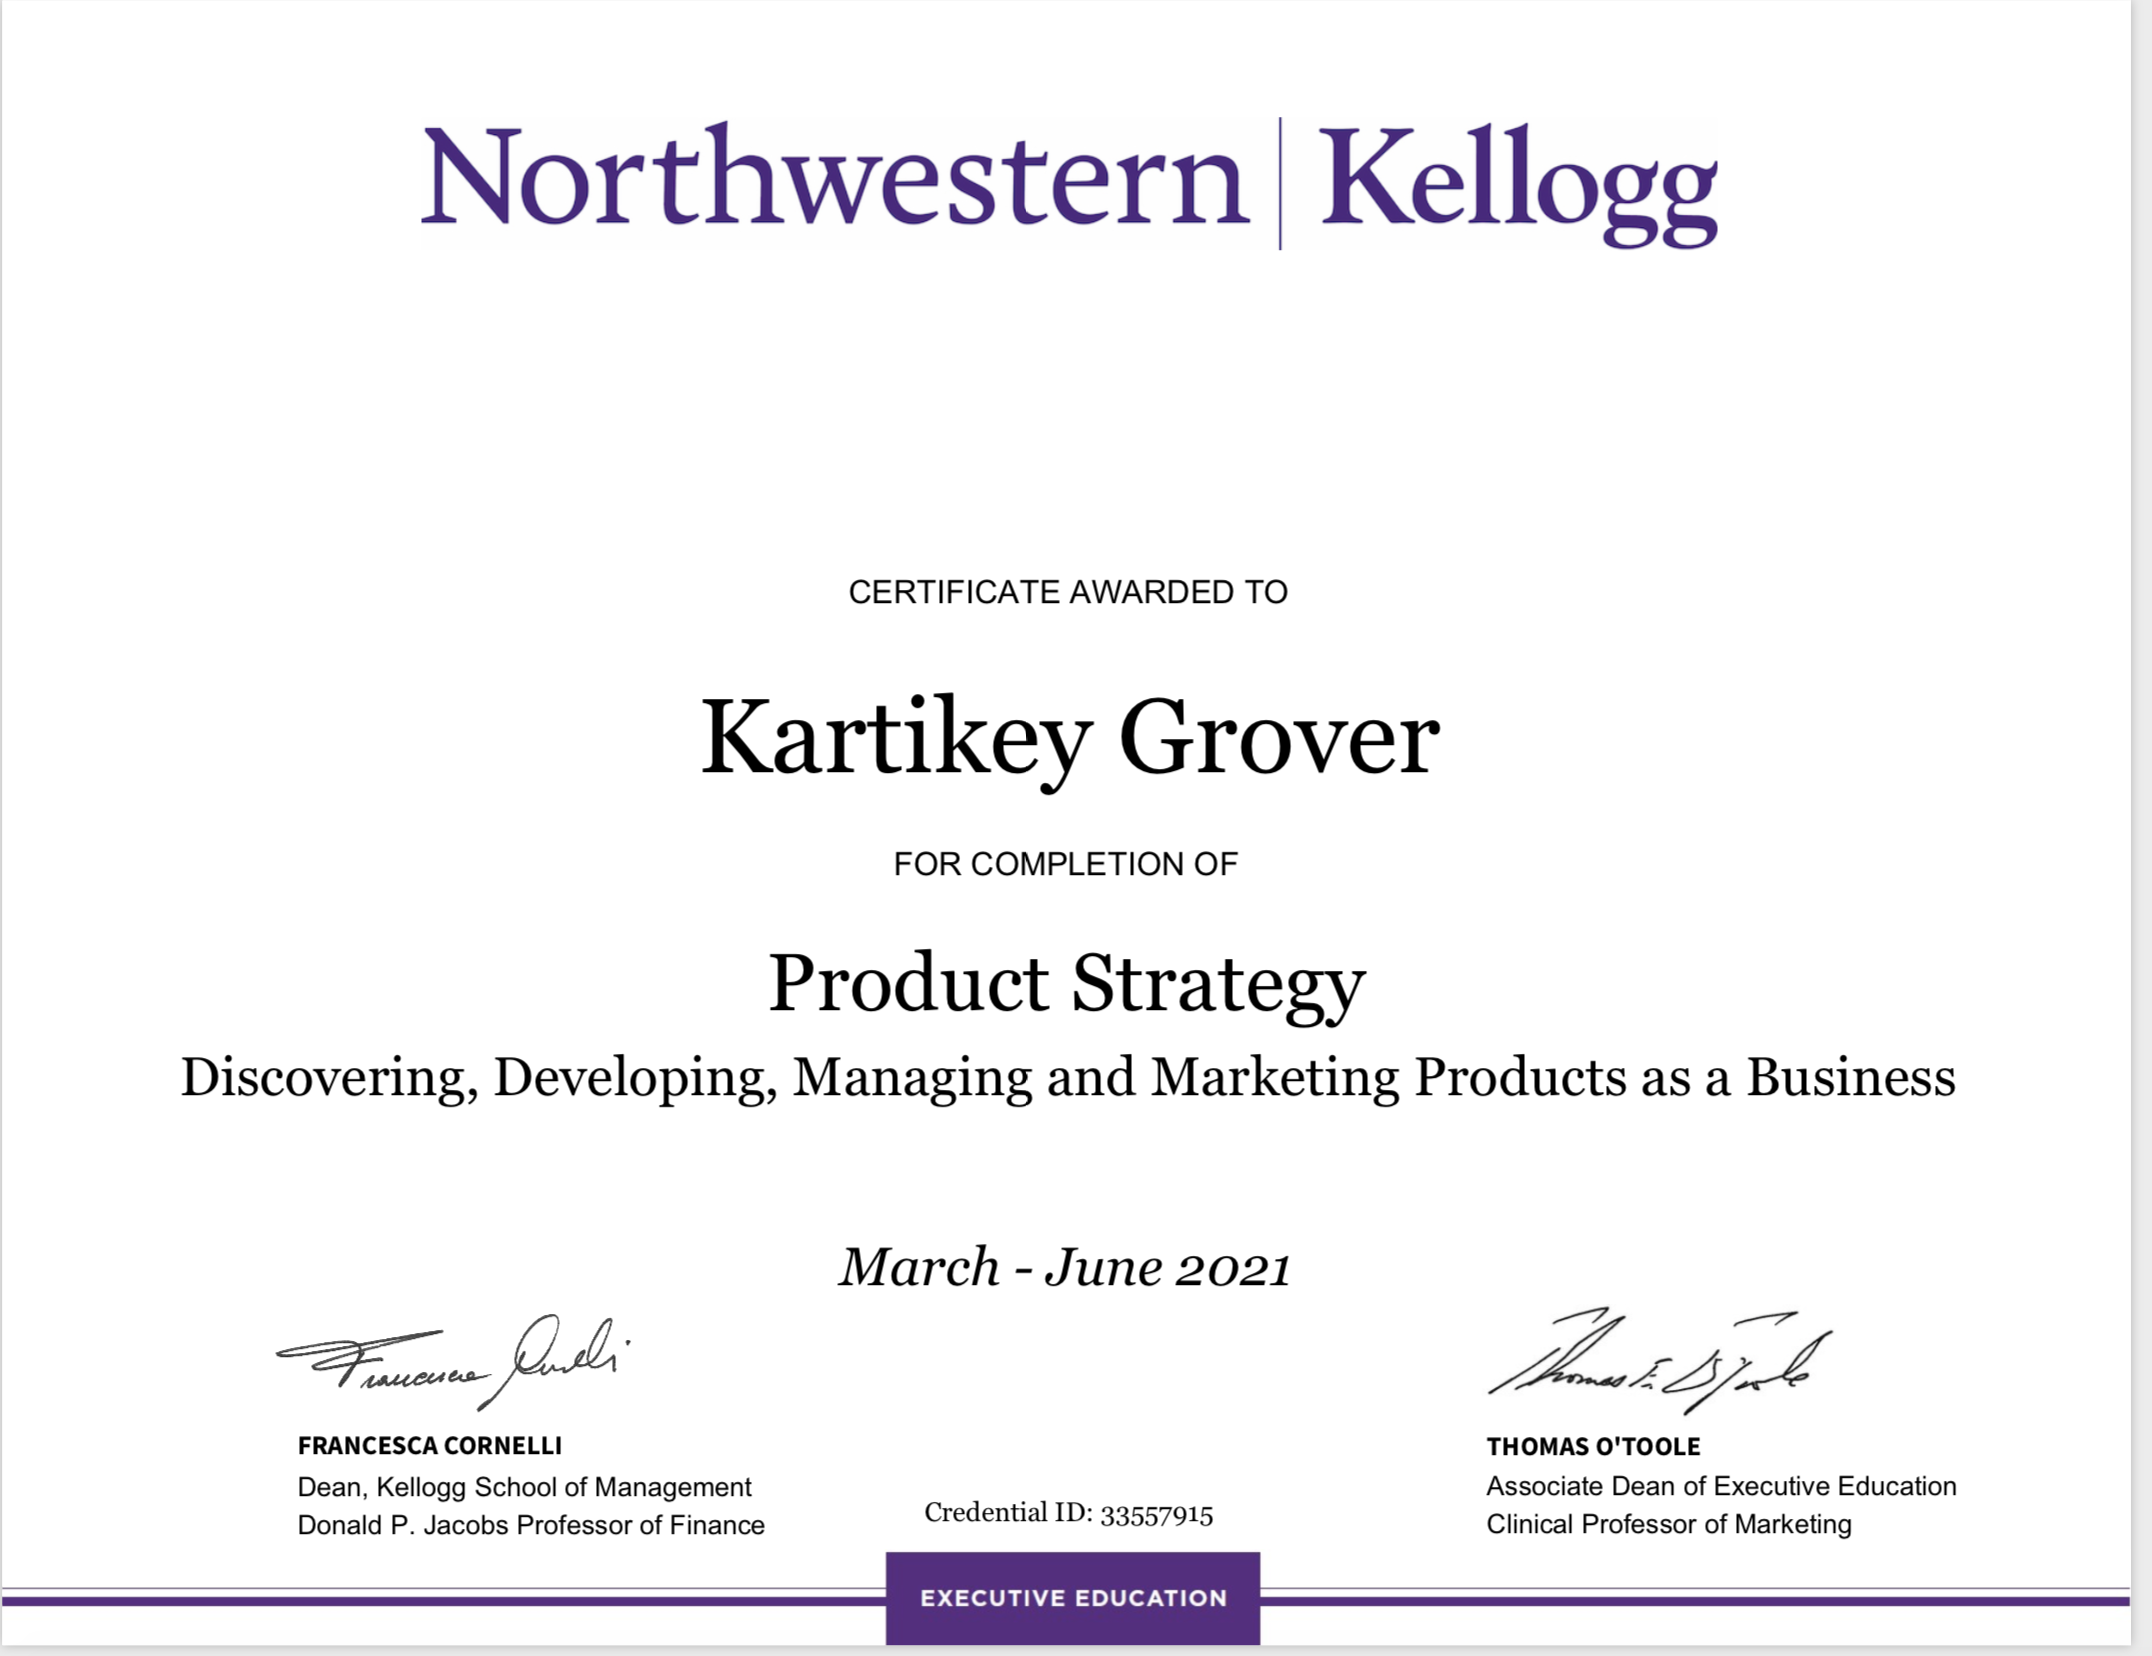 Northwestern | Kellogg
CERTIFICATE AWARDED TO
Kartikey Grover
FOR COMPLETION OF
Product Strategy
Discovering, Developing, Managing and Marketing Products as a Business
March - June 2021
Francesca Cornelli
Thomas F. O'Toole
FRANCESCA CORNELLI
Dean, Kellogg School of Management
Donald P. Jacobs Professor of Finance
Credential ID: 33557915
THOMAS O'TOOLE
Associate Dean of Executive Education
Clinical Professor of Marketing
EXECUTIVE EDUCATION